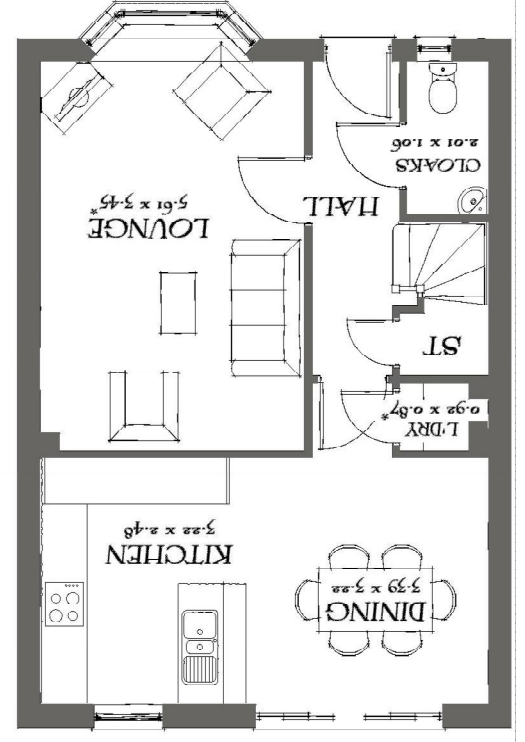 DINING
3.39 x 3.22
KITCHEN
3.22 x 2.48
L'DRY
0.92 x 0.87*
ST
LOUNGE
5.61 x 3.45*
HALL
CLOAKS
2.01 x 1.06